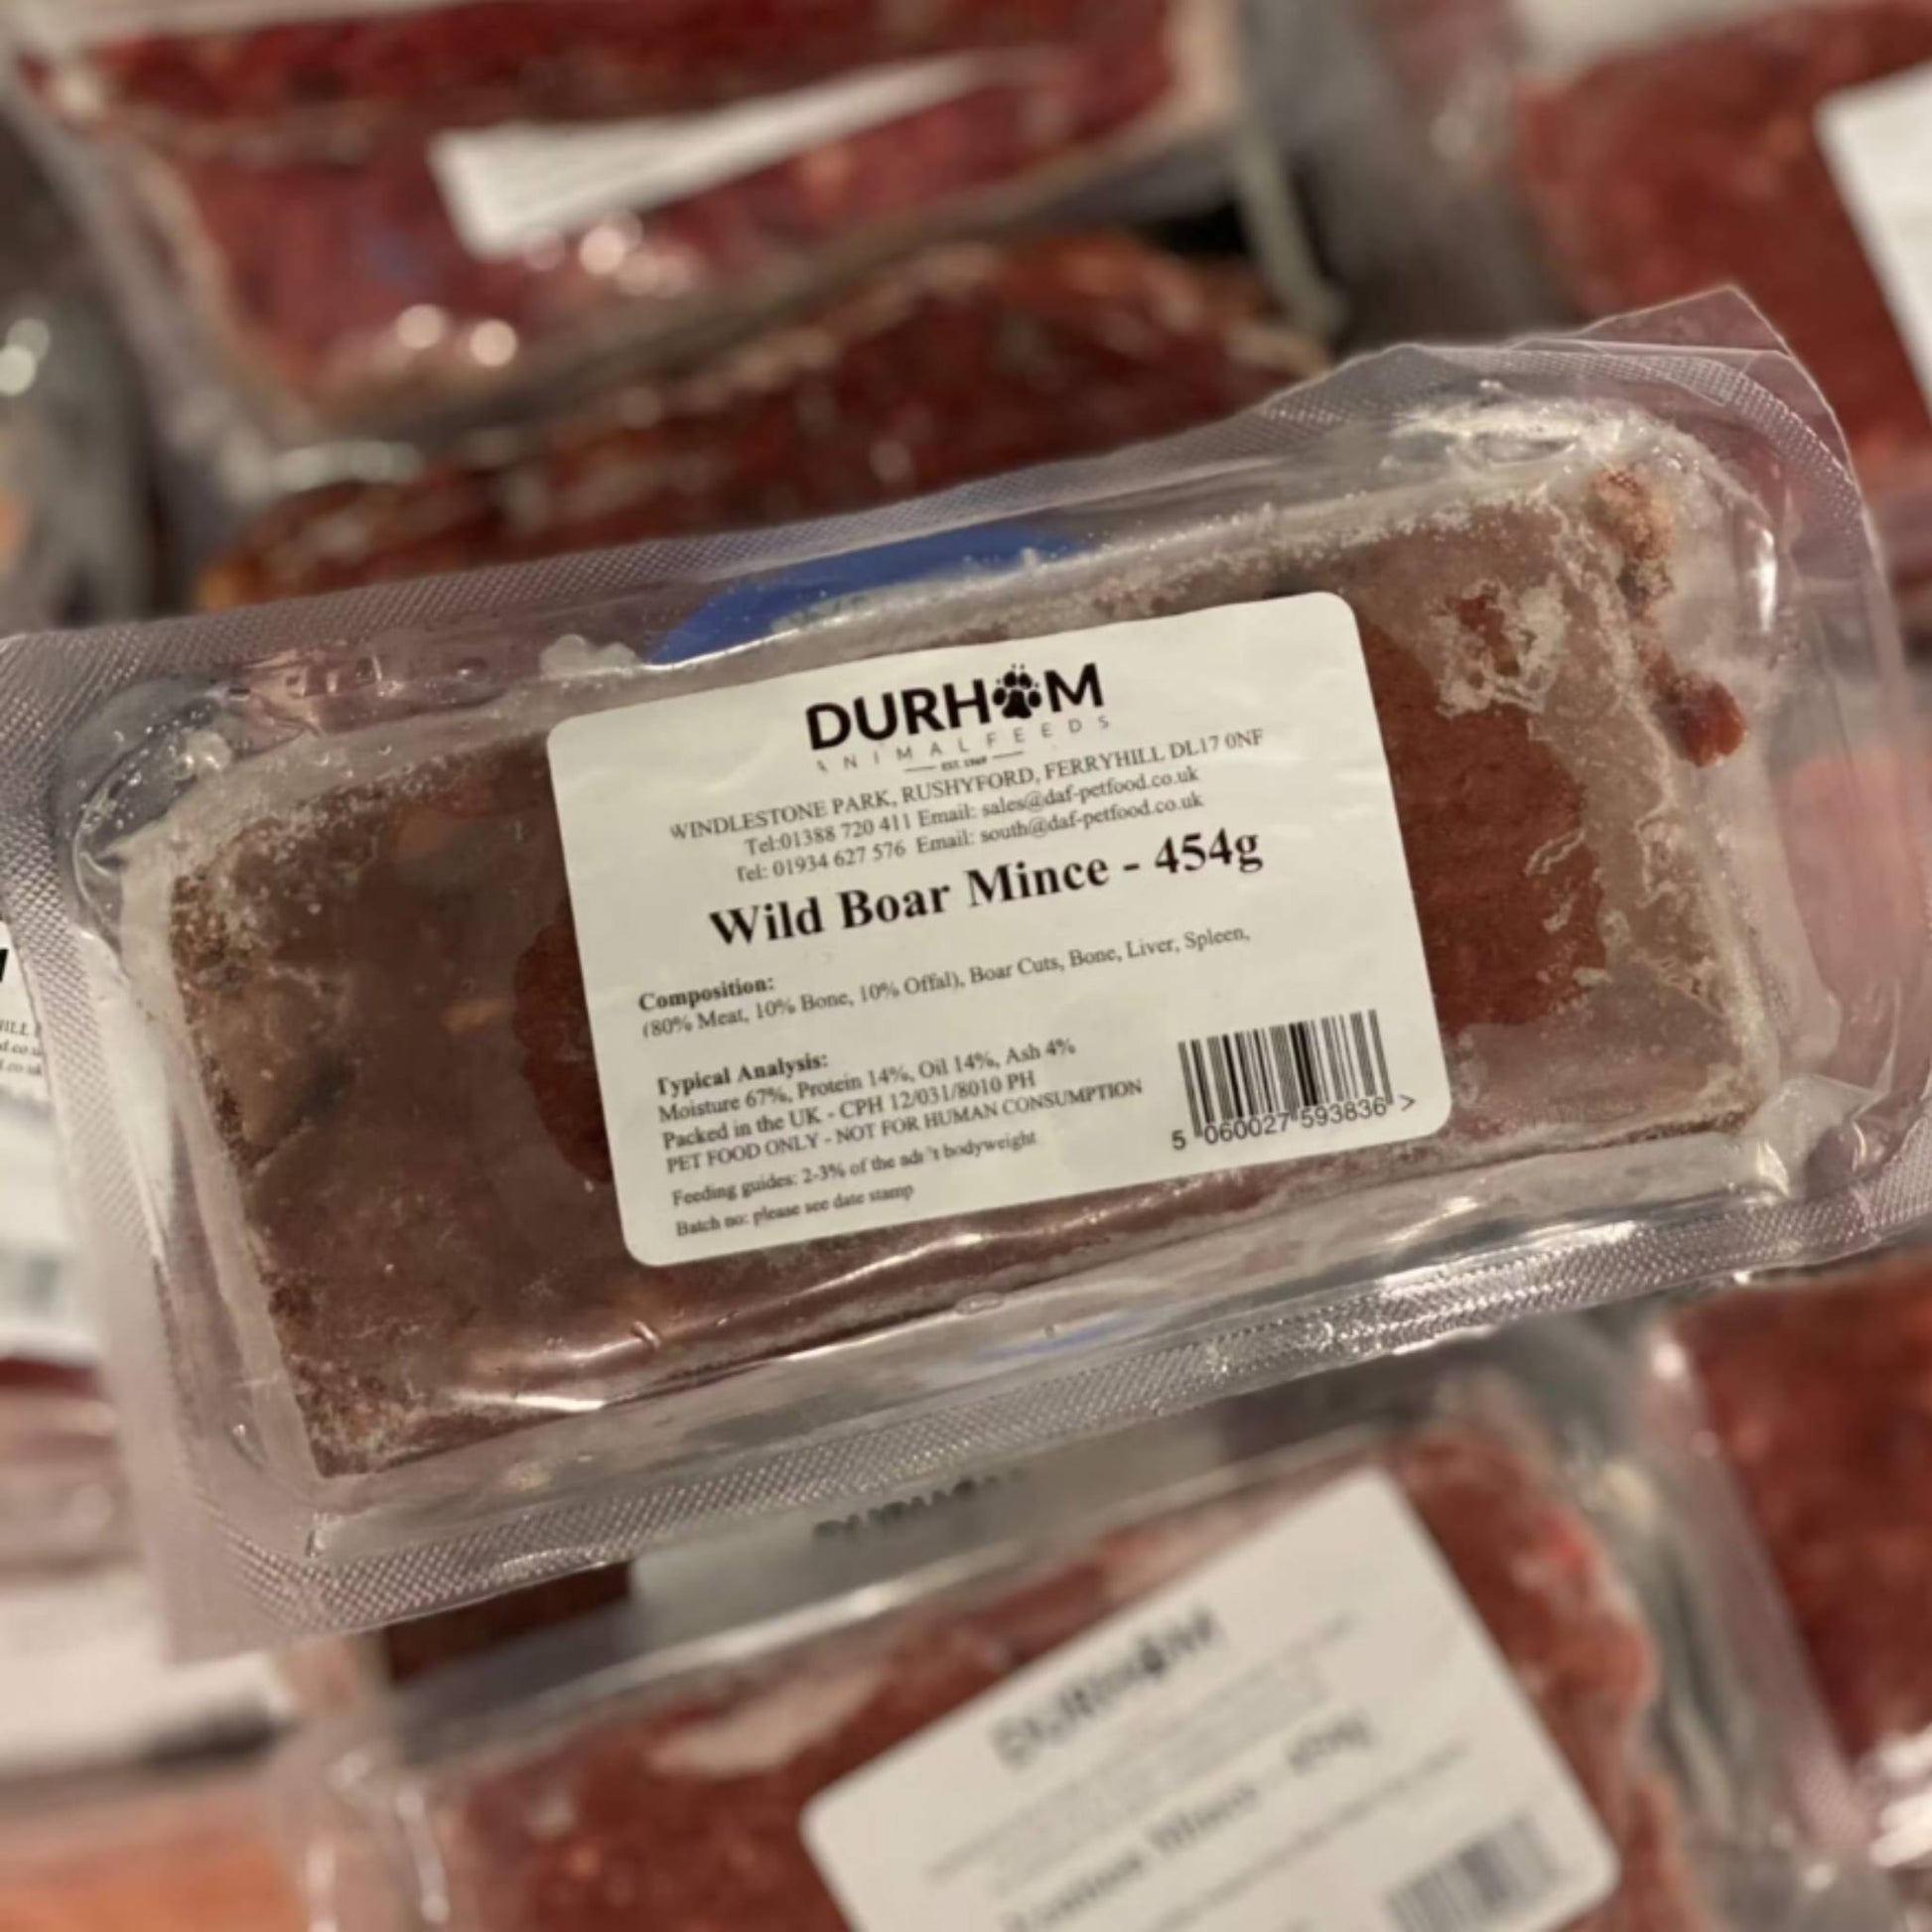 DURHAM
ANIMAL FEEDS
EST. 1969
WINDLESTONE PARK, RUSHYFORD, FERRYHILL DL17 0NF
Tel:01388 720 411 Email: sales@daf-petfood.co.uk
Tel: 01934 627 576 Email: south@daf-petfood.co.uk
Wild Boar Mince - 454g
Composition:
(80% Meat, 10% Bone, 10% Offal), Boar Cuts, Bone, Liver, Spleen,
Typical Analysis:
Moisture 67%, Protein 14%, Oil 14%, Ash 4%
Packed in the UK - CPH 12/031/8010 PH
PET FOOD ONLY - NOT FOR HUMAN CONSUMPTION
Feeding guides: 2-3% of the bodyweight
Batch no: please see date stamp
5 060027 593836 >